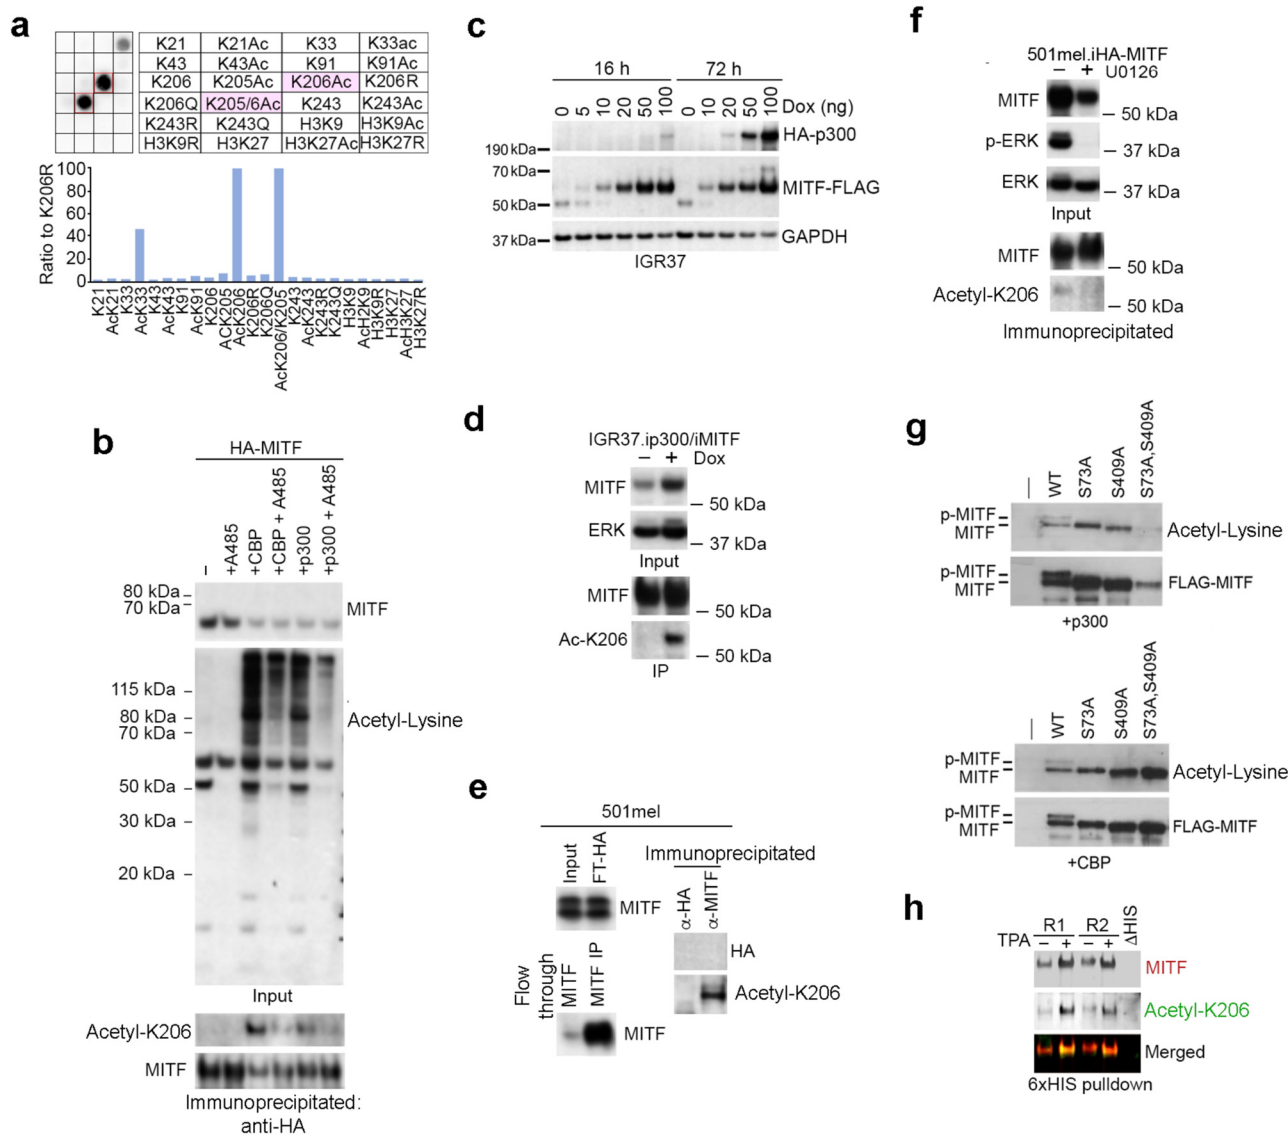 a
K21 K21Ac K33 K33ac
K43 K43Ac K91 K91Ac
K206 K205Ac K206Ac K206R
K206Q K205/6Ac K243 K243Ac
K243R K243Q H3K9 H3K9Ac
H3K9R H3K27 H3K27Ac H3K27R
Ratio to K206R
100
80
60
40
20
0
K21
AcK21
K33
AcK33
K43
AcK43
K91
AcK91
K206
ACK205
AcK206
K206R
K206Q
AcK206/K205
K243
AcK243
K243R
K243Q
H3K9
AcH2K9
H3K9R
H3K27
AcH3K27
H3K27R
b
HA-MITF
–
+A485
+CBP
+CBP + A485
+p300
+p300 + A485
80 kDa
70 kDa
MITF
115 kDa
80 kDa
70 kDa
50 kDa
30 kDa
20 kDa
Acetyl-Lysine
Input
Acetyl-K206
MITF
Immunoprecipitated:
anti-HA
c
16 h 72 h
0 5 10 20 50 100 0 10 20 50 100 Dox (ng)
HA-p300
190 kDa
70 kDa
MITF-FLAG
50 kDa
37 kDa
GAPDH
IGR37
d
IGR37.ip300/iMITF
– + Dox
MITF
50 kDa
ERK
37 kDa
Input
MITF
50 kDa
Ac-K206
50 kDa
IP
e
501mel
Input
FT-HA
MITF
Flow
through
MITF
MITF IP
MITF
Immunoprecipitated
α-HA
α-MITF
HA
Acetyl-K206
f
501mel.iHA-MITF
– + U0126
MITF
50 kDa
p-ERK
37 kDa
ERK
37 kDa
Input
MITF
50 kDa
Acetyl-K206
50 kDa
Immunoprecipitated
g
–
WT
S73A
S409A
S73A,S409A
p-MITF
MITF
Acetyl-Lysine
p-MITF
MITF
FLAG-MITF
+p300
–
WT
S73A
S409A
S73A,S409A
p-MITF
MITF
Acetyl-Lysine
p-MITF
MITF
FLAG-MITF
+CBP
h
R1 R2 ΔHIS
TPA – + – +
MITF
Acetyl-K206
Merged
6xHIS pulldown